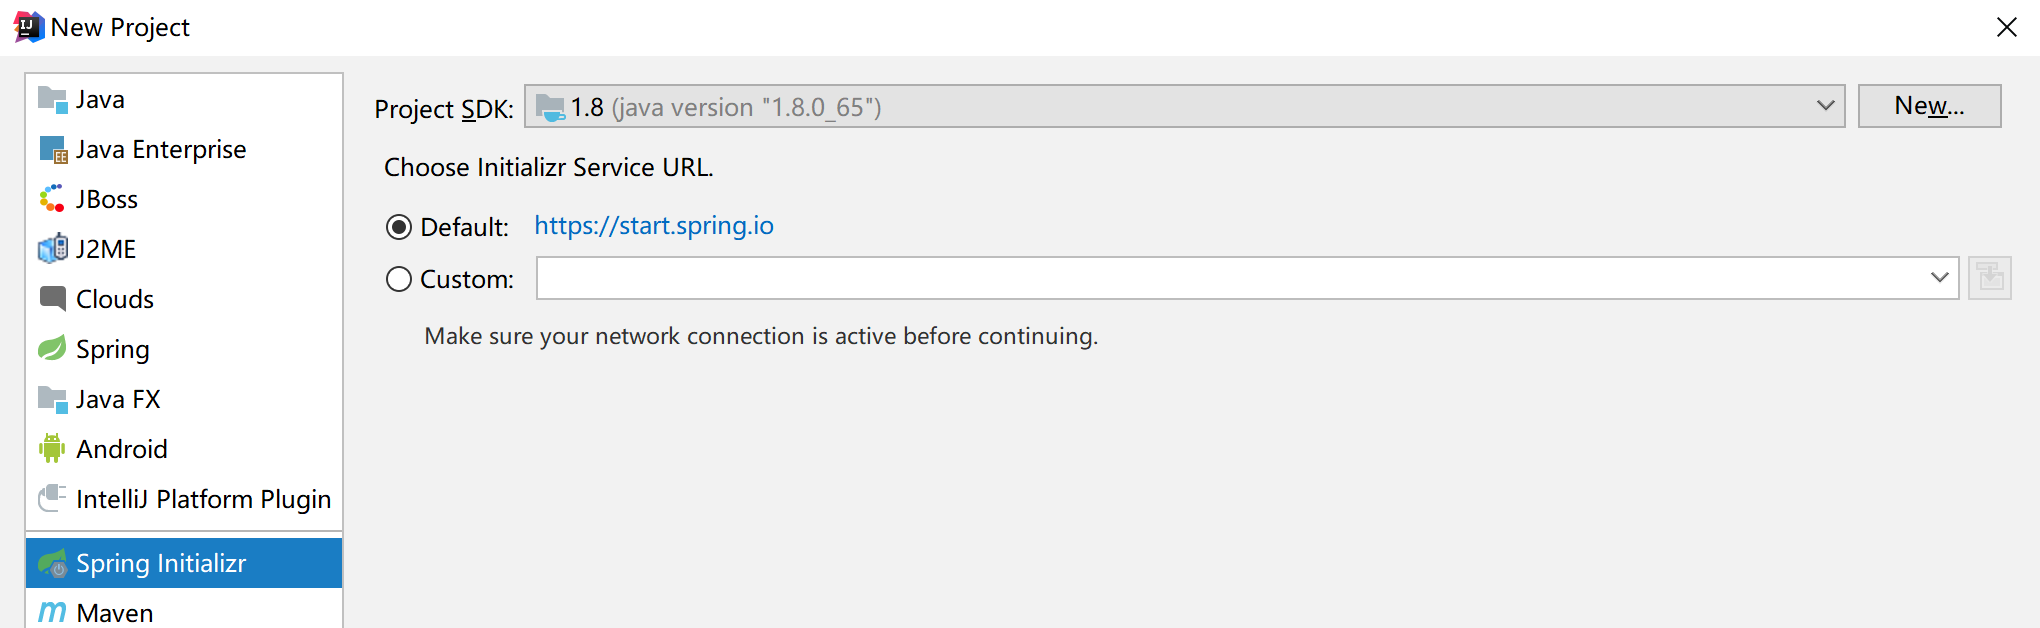 New Project
Java
Java Enterprise
JBoss
J2ME
Clouds
Spring
Java FX
Android
IntelliJ Platform Plugin
Spring Initializr
Maven
Project SDK: 1.8 (java version "1.8.0_65") New...
Choose Initializr Service URL.
Default: https://start.spring.io
Custom:
Make sure your network connection is active before continuing.